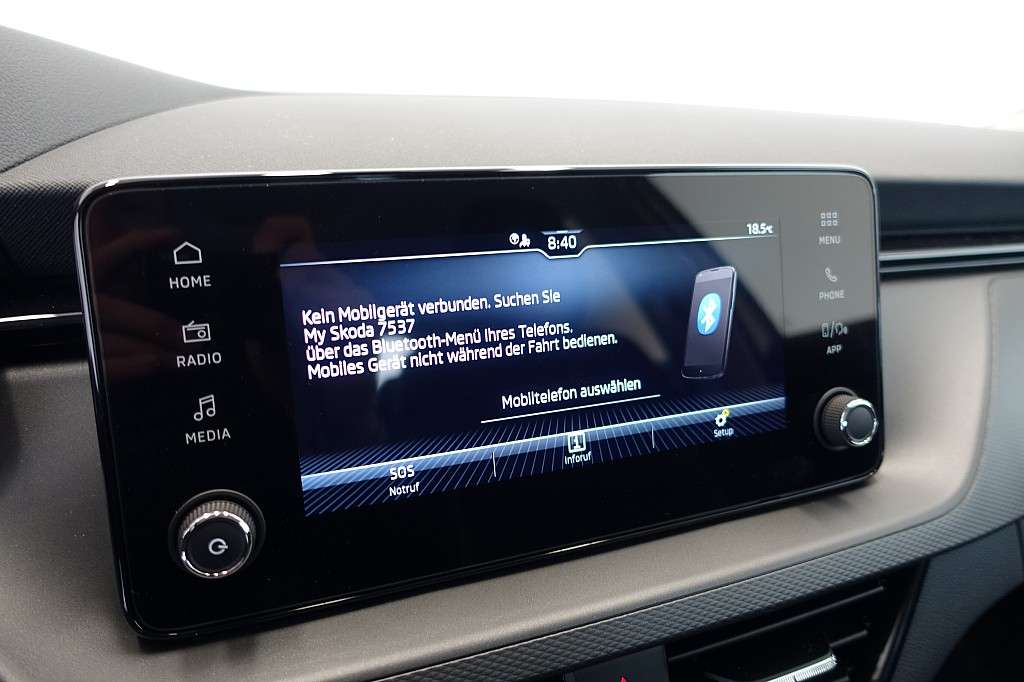 8:40
18.5°C
HOME
RADIO
MEDIA
Kein Mobilgerät verbunden. Suchen Sie
My Skoda 7537
über das Bluetooth-Menü Ihres Telefons.
Mobiles Gerät nicht während der Fahrt bedienen.
Mobiltelefon auswählen
SOS
Notruf
i
Inforuf
Setup
MENU
PHONE
APP